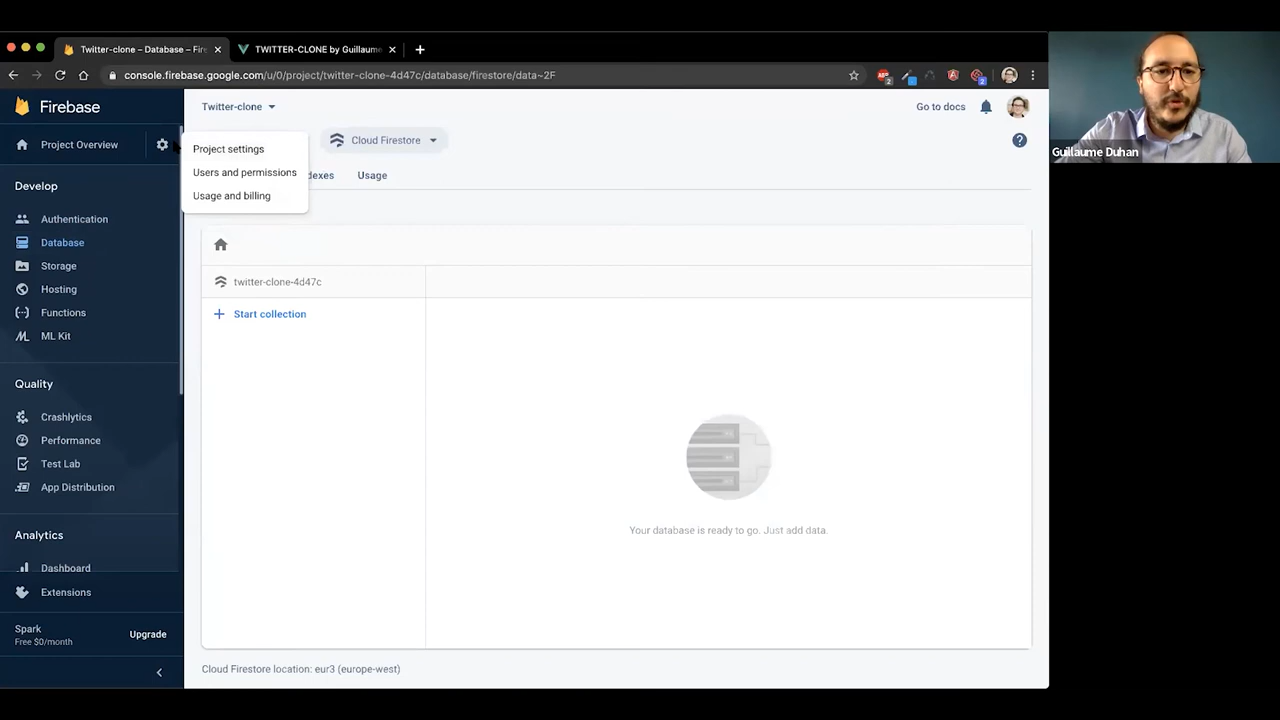 Twitter-clone – Database – Fire
TWITTER-CLONE by Guillaume
console.firebase.google.com/u/0/project/twitter-clone-4d47c/database/firestore/data~2F
2
2
Firebase
Project Overview
Develop
Authentication
Database
Storage
Hosting
Functions
ML Kit
Quality
Crashlytics
Performance
Test Lab
App Distribution
Analytics
Dashboard
Extensions
Spark
Free $0/month
Upgrade
Twitter-clone
Go to docs
Project settings
Users and permissions
Usage and billing
Cloud Firestore
dexes
Usage
twitter-clone-4d47c
Start collection
Your database is ready to go. Just add data.
Cloud Firestore location: eur3 (europe-west)
Guillaume Duhan